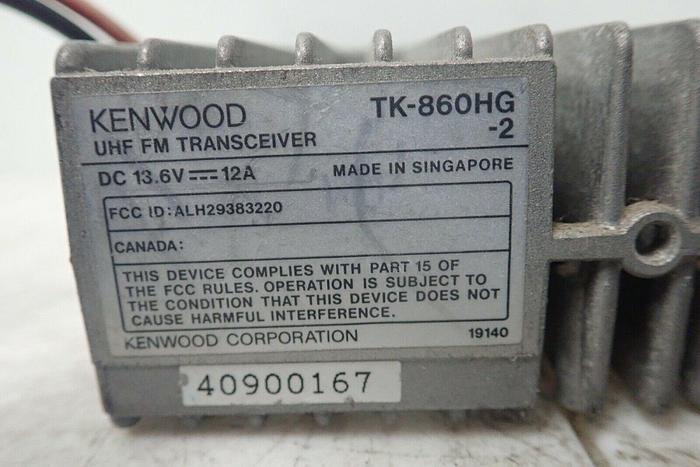 KENWOOD
TK-860HG
-2
UHF FM TRANSCEIVER
DC 13.6V ⎓ 12A
MADE IN SINGAPORE
FCC ID: ALH29383220
CANADA:
THIS DEVICE COMPLIES WITH PART 15 OF
THE FCC RULES. OPERATION IS SUBJECT TO
THE CONDITION THAT THIS DEVICE DOES NOT
CAUSE HARMFUL INTERFERENCE.
KENWOOD CORPORATION
19140
40900167